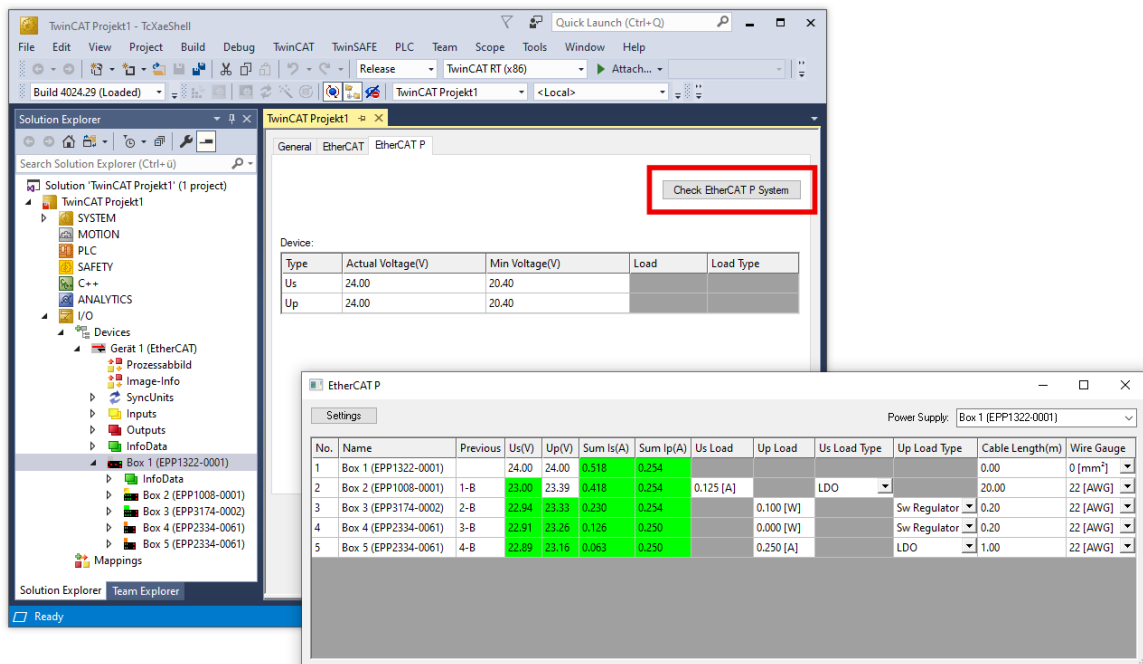 TwinCAT Projekt1 - TcXaeShell
Quick Launch (Ctrl+Q)
File Edit View Project Build Debug TwinCAT TwinSAFE PLC Team Scope Tools Window Help
Release TwinCAT RT (x86) Attach...
Build 4024.29 (Loaded) TwinCAT Projekt1 <Local>
Solution Explorer
Search Solution Explorer (Ctrl+ü)
Solution 'TwinCAT Projekt1' (1 project)
TwinCAT Projekt1
SYSTEM
MOTION
PLC
SAFETY
C++
ANALYTICS
I/O
Devices
Gerät 1 (EtherCAT)
Prozessabbild
Image-Info
SyncUnits
Inputs
Outputs
InfoData
Box 1 (EPP1322-0001)
InfoData
Box 2 (EPP1008-0001)
Box 3 (EPP3174-0002)
Box 4 (EPP2334-0061)
Box 5 (EPP2334-0061)
Mappings
Solution Explorer Team Explorer
Ready
TwinCAT Projekt1
General EtherCAT EtherCAT P
Check EtherCAT P System
Device:
Type Actual Voltage(V) Min Voltage(V) Load Load Type
Us 24.00 20.40
Up 24.00 20.40
EtherCAT P
Settings Power Supply: Box 1 (EPP1322-0001)
No. Name Previous Us(V) Up(V) Sum Is(A) Sum Ip(A) Us Load Up Load Us Load Type Up Load Type Cable Length(m) Wire Gauge
1 Box 1 (EPP1322-0001) 24.00 24.00 0.518 0.254 0.00 0 [mm²]
2 Box 2 (EPP1008-0001) 1-B 23.00 23.39 0.418 0.254 0.125 [A] LDO 20.00 22 [AWG]
3 Box 3 (EPP3174-0002) 2-B 22.94 23.33 0.230 0.254 0.100 [W] Sw Regulator 0.20 22 [AWG]
4 Box 4 (EPP2334-0061) 3-B 22.91 23.26 0.126 0.250 0.000 [W] Sw Regulator 0.20 22 [AWG]
5 Box 5 (EPP2334-0061) 4-B 22.89 23.16 0.063 0.250 0.250 [A] LDO 1.00 22 [AWG]